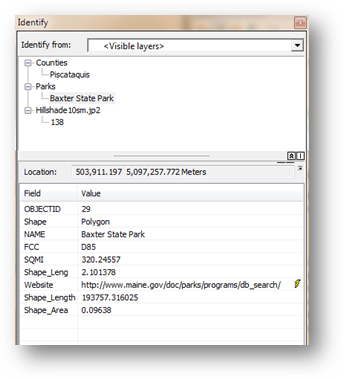 Identify
Identify from: <Visible layers>
Counties
Piscataquis
Parks
Baxter State Park
Hillshade10sm.jp2
138
Location: 503,911.197 5,097,257.772 Meters
Field Value
OBJECTID 29
Shape Polygon
NAME Baxter State Park
FCC D85
SQMI 320.24557
Shape_Leng 2.101378
Website http://www.maine.gov/doc/parks/programs/db_search/
Shape_Length 193757.316025
Shape_Area 0.09638